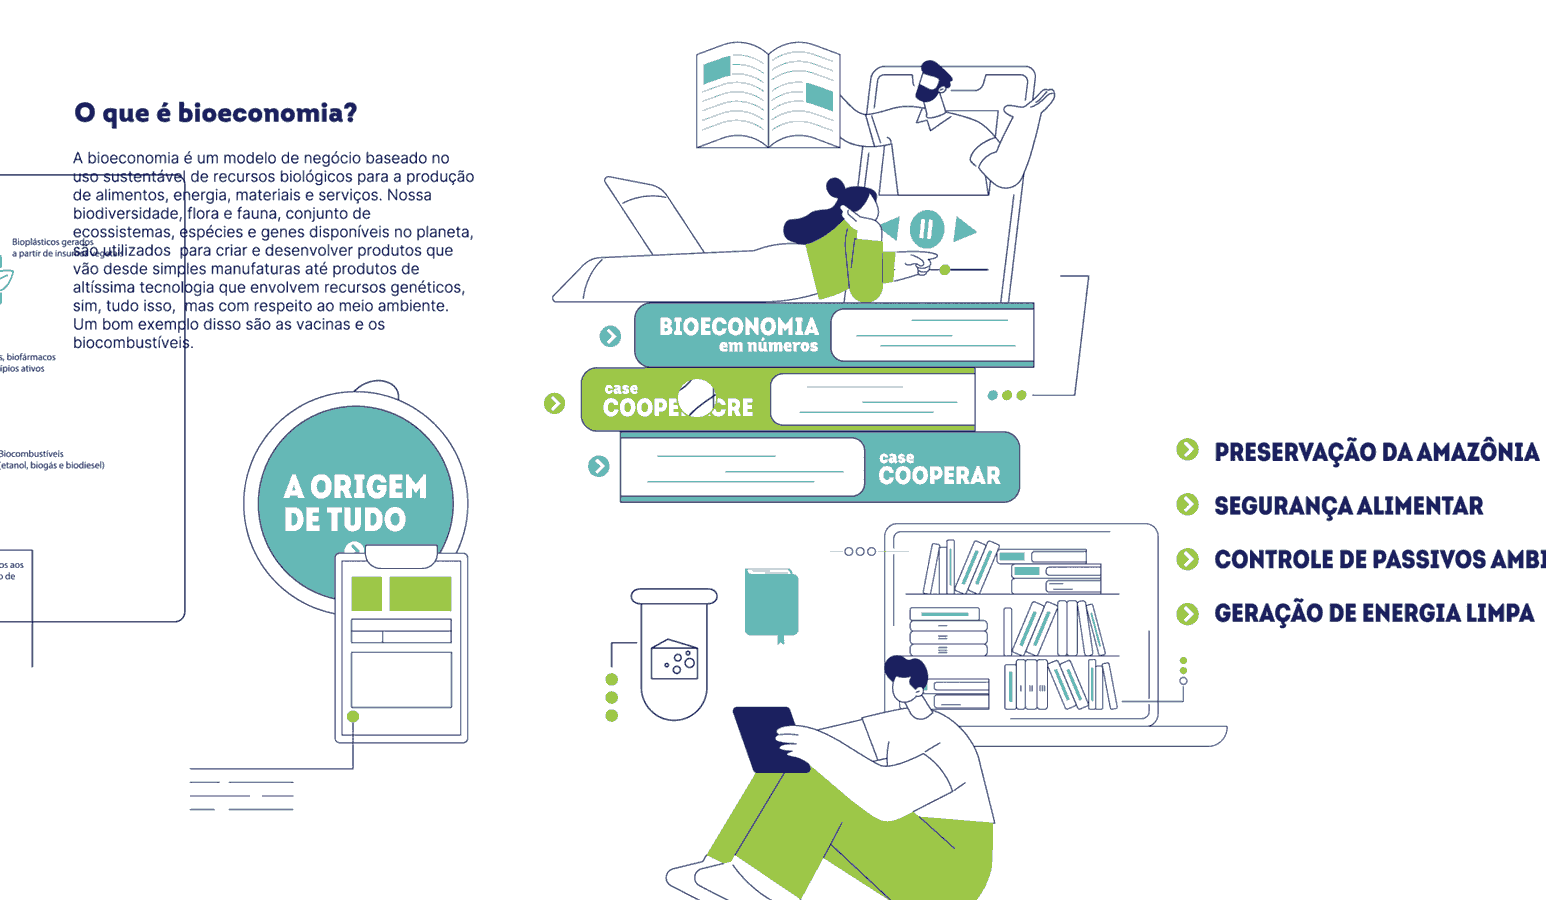 O que é bioeconomia?
A bioeconomia é um modelo de negócio baseado no
uso sustentável de recursos biológicos para a produção
de alimentos, energia, materiais e serviços. Nossa
biodiversidade, flora e fauna, conjunto de
ecossistemas, espécies e genes disponíveis no planeta,
são utilizados para criar e desenvolver produtos que
vão desde simples manufaturas até produtos de
altíssima tecnologia que envolvem recursos genéticos,
sim, tudo isso, mas com respeito ao meio ambiente.
Um bom exemplo disso são as vacinas e os
biocombustíveis.
Bioplásticos gerados
a partir de insumos vegetais
s, biofármacos
ípios ativos
Biocombustíveis
(etanol, biogás e biodiesel)
os aos
o de
A ORIGEM
DE TUDO
BIOECONOMIA
em números
case
case
COOPERAR
PRESERVAÇÃO DA AMAZÔNIA
SEGURANÇA ALIMENTAR
CONTROLE DE PASSIVOS AMBI
GERAÇÃO DE ENERGIA LIMPA